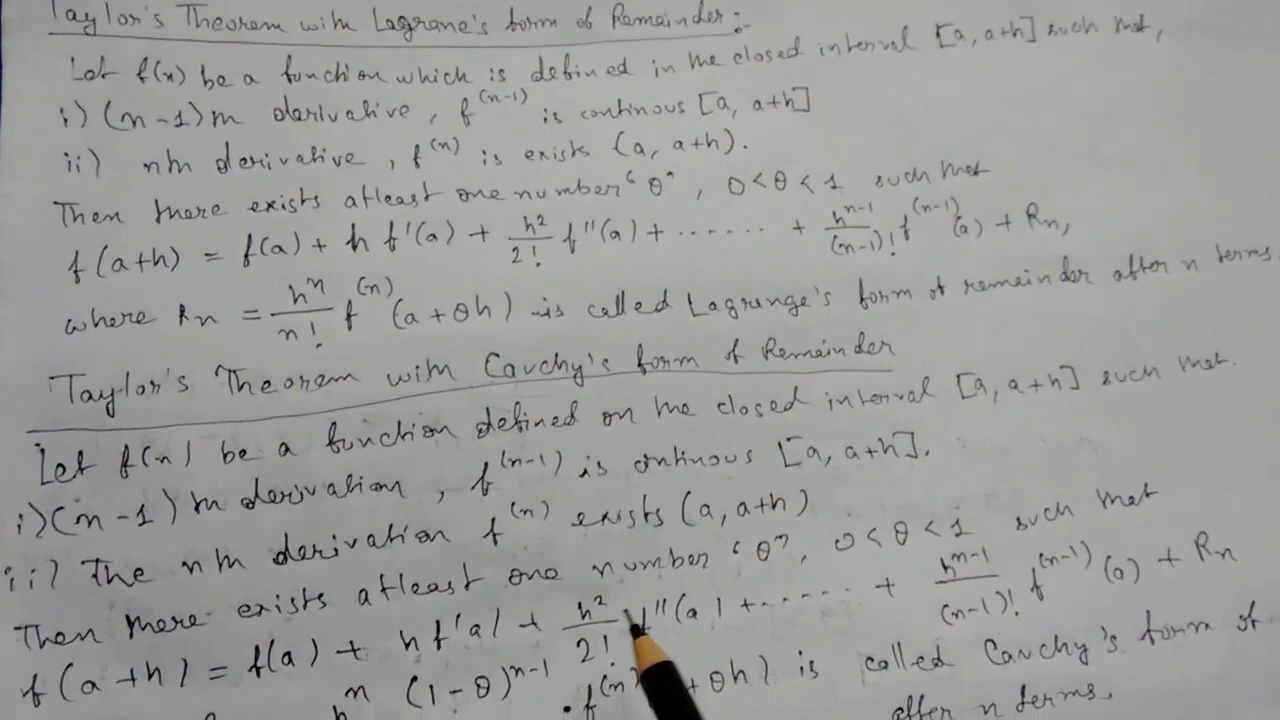 Taylor's Theorem with Lagrane's form of Remainder:-
Let f(x) be a function which is defined in the closed interval [a, a+h] such that,
i) (n-1)th derivative, f^(n-1) is continous [a, a+h]
ii) nth derivative, f^(n) is exists (a, a+h).
Then there exists atleast one number "θ", 0<θ<1 such that
f(a+h) = f(a) + h f'(a) + h²/2! f''(a) + ...... + h^(n-1)/(n-1)! f^(n-1)(a) + Rn,
where Rn = h^n/n! f^(n) (a+θh) is called Lagrange's form of remainder after n terms.
Taylor's Theorem with Cauchy's form of Remainder
Let f(x) be a function defined on the closed interval [a, a+h] such that.
i) (n-1)th derivation, f^(n-1) is ontinous [a, a+h].
ii) The nth derivation f^(n) exists (a, a+h)
Then there exists atleast one number "θ", 0<θ<1 such that
f(a+h) = f(a) + h f'a) + h²/2! f''(a) + ...... + h^(n-1)/(n-1)! f^(n-1) (a) + Rn
h^n (1-θ)^(n-1) . f^(n) +θh) is called Cauchy's form of
after n terms.